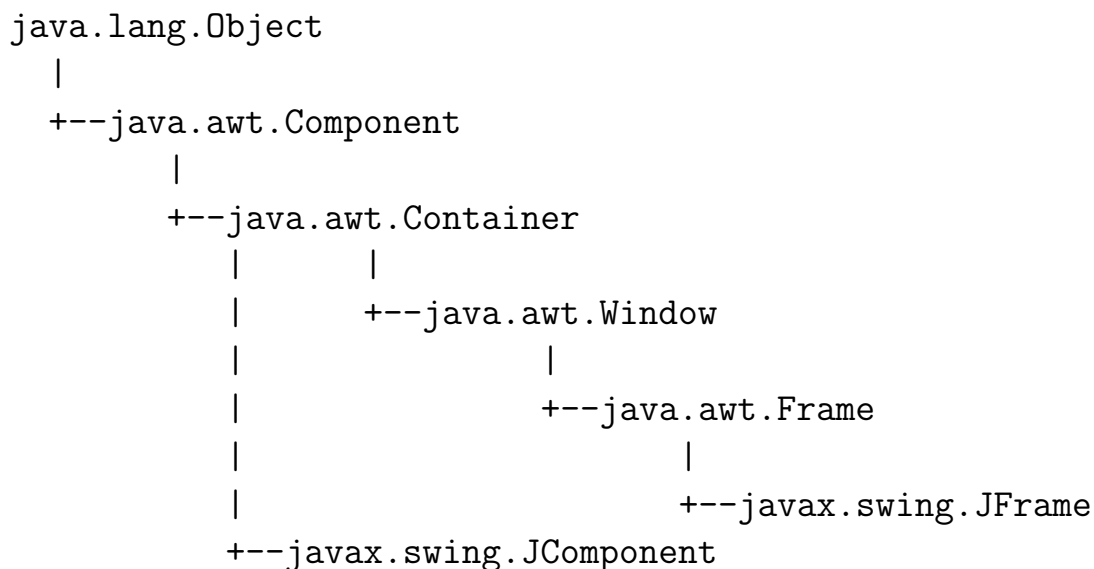 java.lang.Object
  |
  +--java.awt.Component
        |
        +--java.awt.Container
           |      |
           |      +--java.awt.Window
           |               |
           |               +--java.awt.Frame
           |                      |
           |                      +--javax.swing.JFrame
           +--javax.swing.JComponent